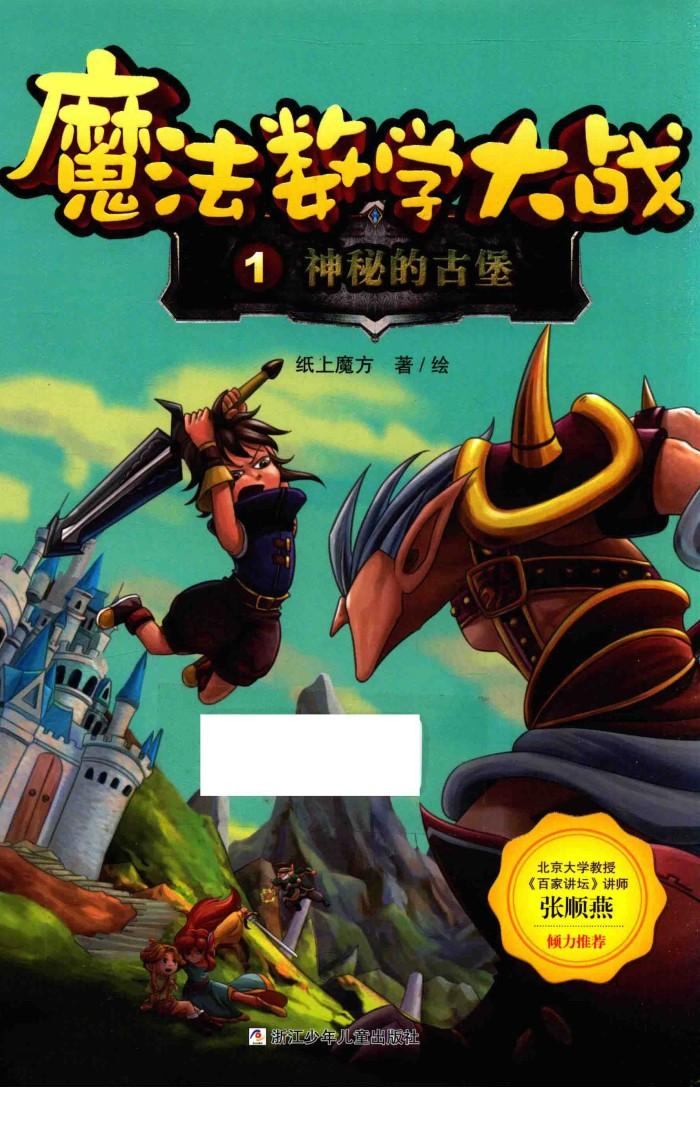 魔法数学大战
1 神秘的古堡
纸上魔方 著/绘
北京大学教授
《百家讲坛》讲师
张顺燕
倾力推荐
浙江少年儿童出版社